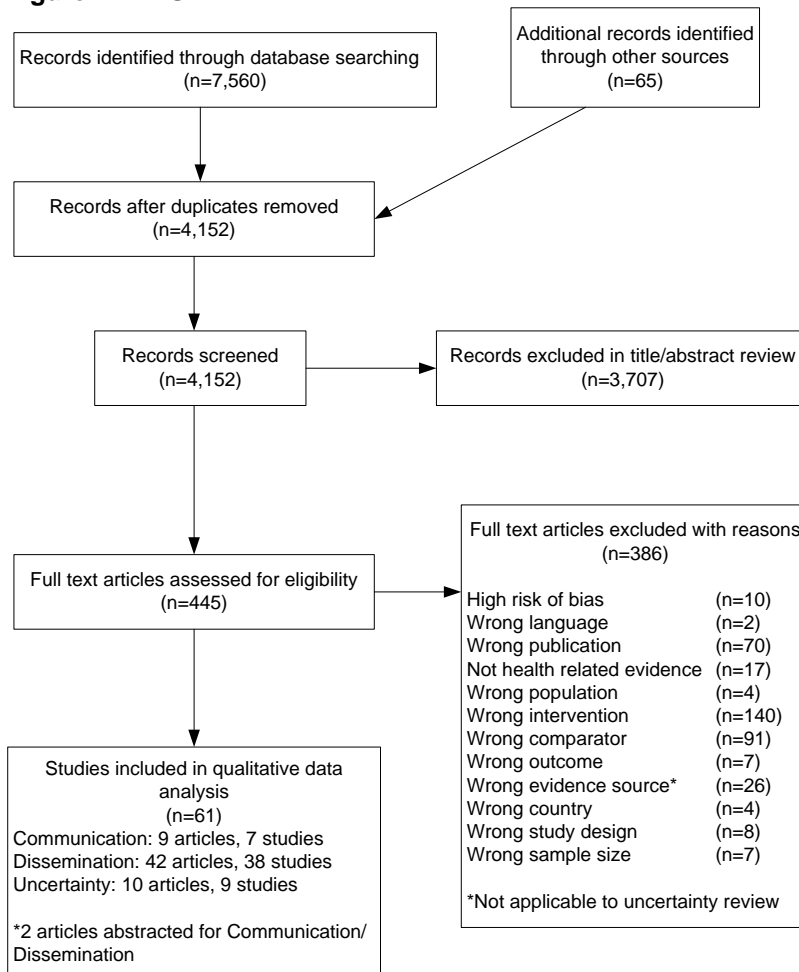 Records identified through database searching
(n=7,560)
Additional records identified
through other sources
(n=65)
Records after duplicates removed
(n=4,152)
Records screened
(n=4,152)
Records excluded in title/abstract review
(n=3,707)
Full text articles assessed for eligibility
(n=445)
Full text articles excluded with reasons
(n=386)
High risk of bias (n=10)
Wrong language (n=2)
Wrong publication (n=70)
Not health related evidence (n=17)
Wrong population (n=4)
Wrong intervention (n=140)
Wrong comparator (n=91)
Wrong outcome (n=7)
Wrong evidence source* (n=26)
Wrong country (n=4)
Wrong study design (n=8)
Wrong sample size (n=7)
*Not applicable to uncertainty review
Studies included in qualitative data
analysis
(n=61)
Communication: 9 articles, 7 studies
Dissemination: 42 articles, 38 studies
Uncertainty: 10 articles, 9 studies
*2 articles abstracted for Communication/
Dissemination